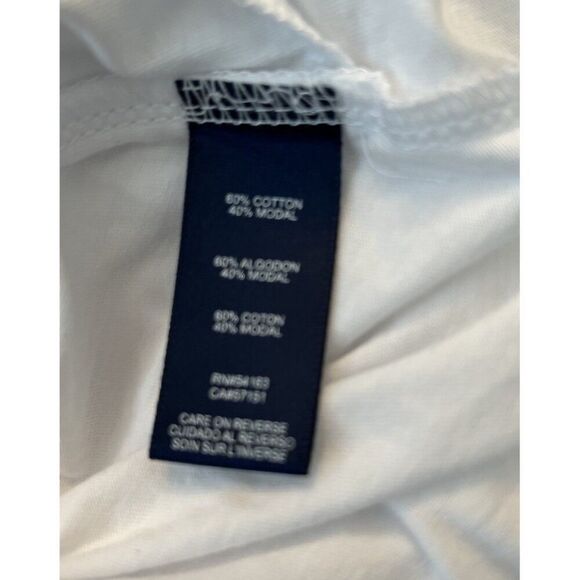 60% COTTON
40% MODAL
60% ALGODON
40% MODAL
60% COTON
40% MODAL
RN#54163
CA#57151
CARE ON REVERSE
CUIDADO AL REVERSO
SOIN SUR L'INVERSE